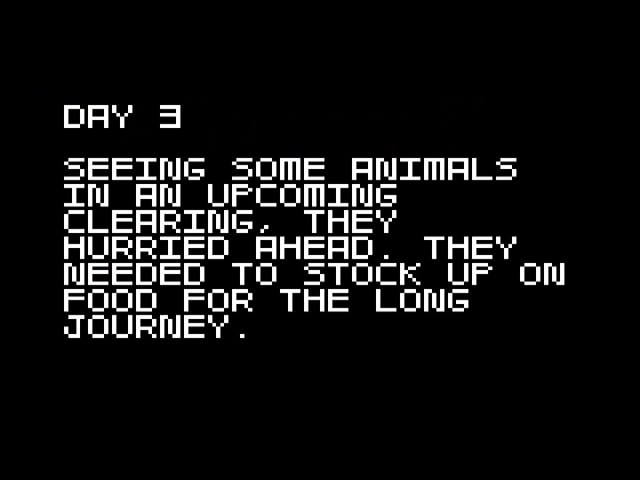 DAY 3
SEEING SOME ANIMALS
IN AN UPCOMING
CLEARING, THEY
HURRIED AHEAD. THEY
NEEDED TO STOCK UP ON
FOOD FOR THE LONG
JOURNEY.